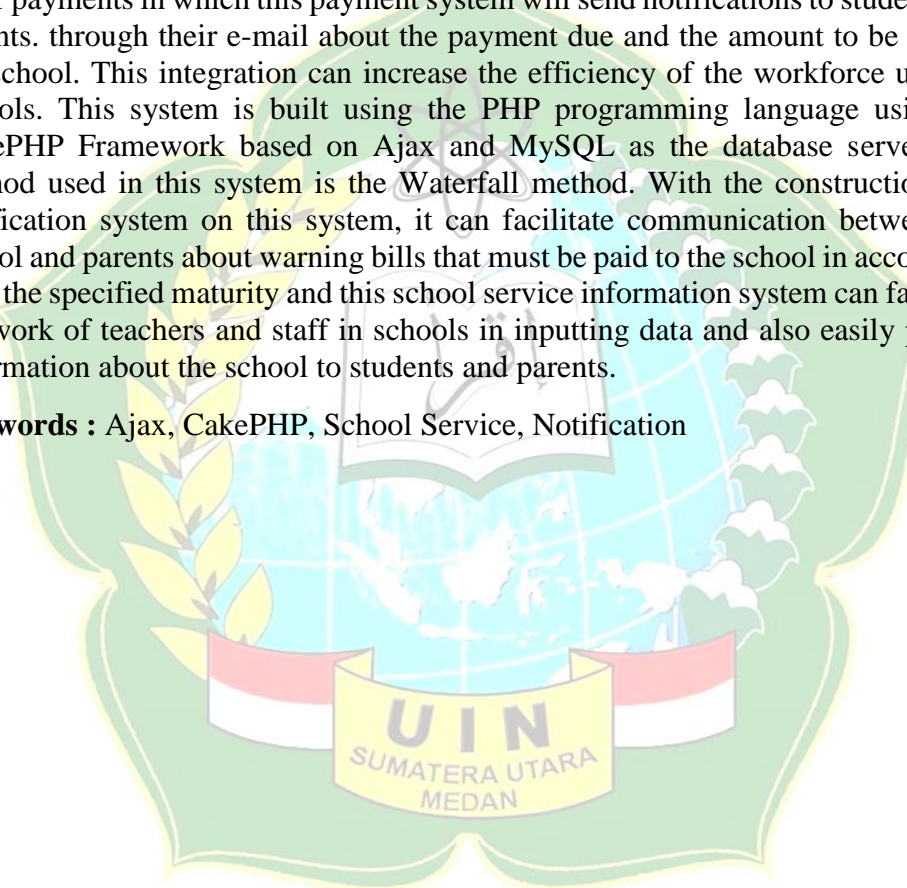 payments in which this payment system will send notifications to stude
nts. through their e-mail about the payment due and the amount to be
chool. This integration can increase the efficiency of the workforce u
ols. This system is built using the PHP programming language usi
ePHP Framework based on Ajax and MySQL as the database serve
hod used in this system is the Waterfall method. With the constructio
fication system on this system, it can facilitate communication betwe
ol and parents about warning bills that must be paid to the school in acco
the specified maturity and this school service information system can fa
work of teachers and staff in schools in inputting data and also easily p
rmation about the school to students and parents.
words : Ajax, CakePHP, School Service, Notification
اقرأ
UIN
SUMATERA UTARA
MEDAN